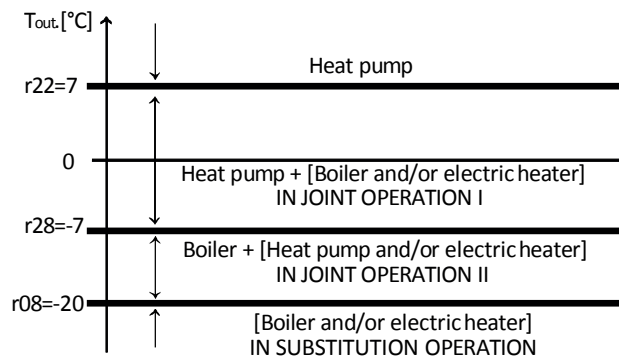 Tout.[°C]
Heat pump
r22=7
0
Heat pump + [Boiler and/or electric heater]
IN JOINT OPERATION I
r28=-7
Boiler + [Heat pump and/or electric heater]
IN JOINT OPERATION II
r08=-20
[Boiler and/or electric heater]
IN SUBSTITUTION OPERATION